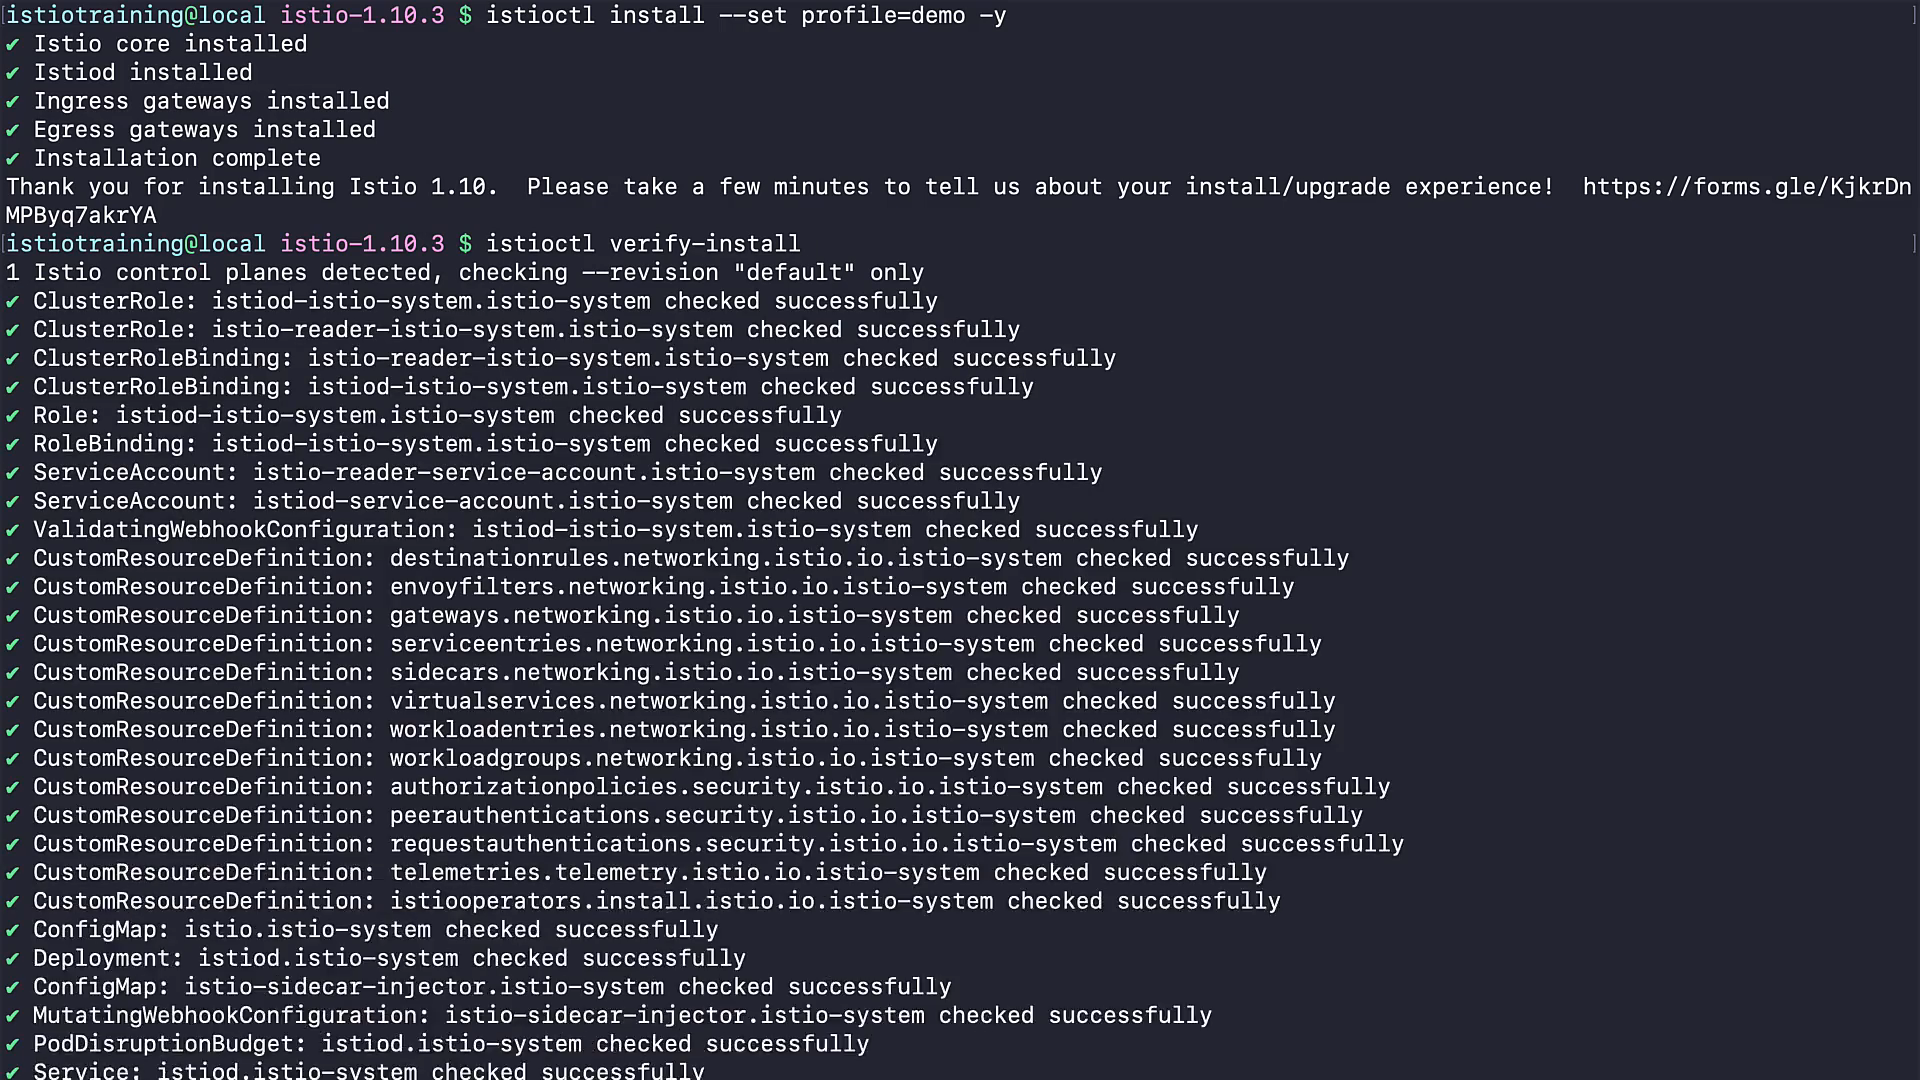 istiotraining@local istio-1.10.3 $ istioctl install --set profile=demo -y
✔ Istio core installed
✔ Istiod installed
✔ Ingress gateways installed
✔ Egress gateways installed
✔ Installation complete
Thank you for installing Istio 1.10.  Please take a few minutes to tell us about your install/upgrade experience!  https://forms.gle/KjkrDn
MPByq7akrYA
istiotraining@local istio-1.10.3 $ istioctl verify-install
1 Istio control planes detected, checking --revision "default" only
✔ ClusterRole: istiod-istio-system.istio-system checked successfully
✔ ClusterRole: istio-reader-istio-system.istio-system checked successfully
✔ ClusterRoleBinding: istio-reader-istio-system.istio-system checked successfully
✔ ClusterRoleBinding: istiod-istio-system.istio-system checked successfully
✔ Role: istiod-istio-system.istio-system checked successfully
✔ RoleBinding: istiod-istio-system.istio-system checked successfully
✔ ServiceAccount: istio-reader-service-account.istio-system checked successfully
✔ ServiceAccount: istiod-service-account.istio-system checked successfully
✔ ValidatingWebhookConfiguration: istiod-istio-system.istio-system checked successfully
✔ CustomResourceDefinition: destinationrules.networking.istio.io.istio-system checked successfully
✔ CustomResourceDefinition: envoyfilters.networking.istio.io.istio-system checked successfully
✔ CustomResourceDefinition: gateways.networking.istio.io.istio-system checked successfully
✔ CustomResourceDefinition: serviceentries.networking.istio.io.istio-system checked successfully
✔ CustomResourceDefinition: sidecars.networking.istio.io.istio-system checked successfully
✔ CustomResourceDefinition: virtualservices.networking.istio.io.istio-system checked successfully
✔ CustomResourceDefinition: workloadentries.networking.istio.io.istio-system checked successfully
✔ CustomResourceDefinition: workloadgroups.networking.istio.io.istio-system checked successfully
✔ CustomResourceDefinition: authorizationpolicies.security.istio.io.istio-system checked successfully
✔ CustomResourceDefinition: peerauthentications.security.istio.io.istio-system checked successfully
✔ CustomResourceDefinition: requestauthentications.security.istio.io.istio-system checked successfully
✔ CustomResourceDefinition: telemetries.telemetry.istio.io.istio-system checked successfully
✔ CustomResourceDefinition: istiooperators.install.istio.io.istio-system checked successfully
✔ ConfigMap: istio.istio-system checked successfully
✔ Deployment: istiod.istio-system checked successfully
✔ ConfigMap: istio-sidecar-injector.istio-system checked successfully
✔ MutatingWebhookConfiguration: istio-sidecar-injector.istio-system checked successfully
✔ PodDisruptionBudget: istiod.istio-system checked successfully
✔ Service: istiod.istio-system checked successfully